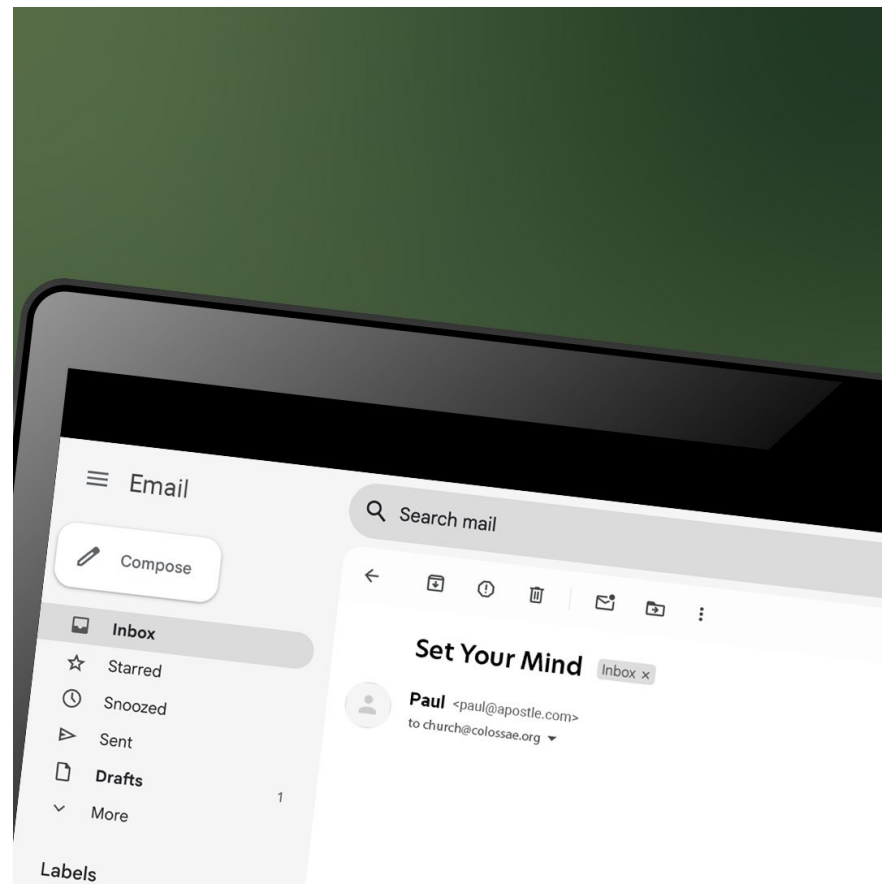 Email
Search mail
Compose
Inbox
Starred
Snoozed
Sent
Drafts 1
More
Labels
Set Your Mind Inbox ×
Paul <paul@apostle.com>
to church@colossae.org